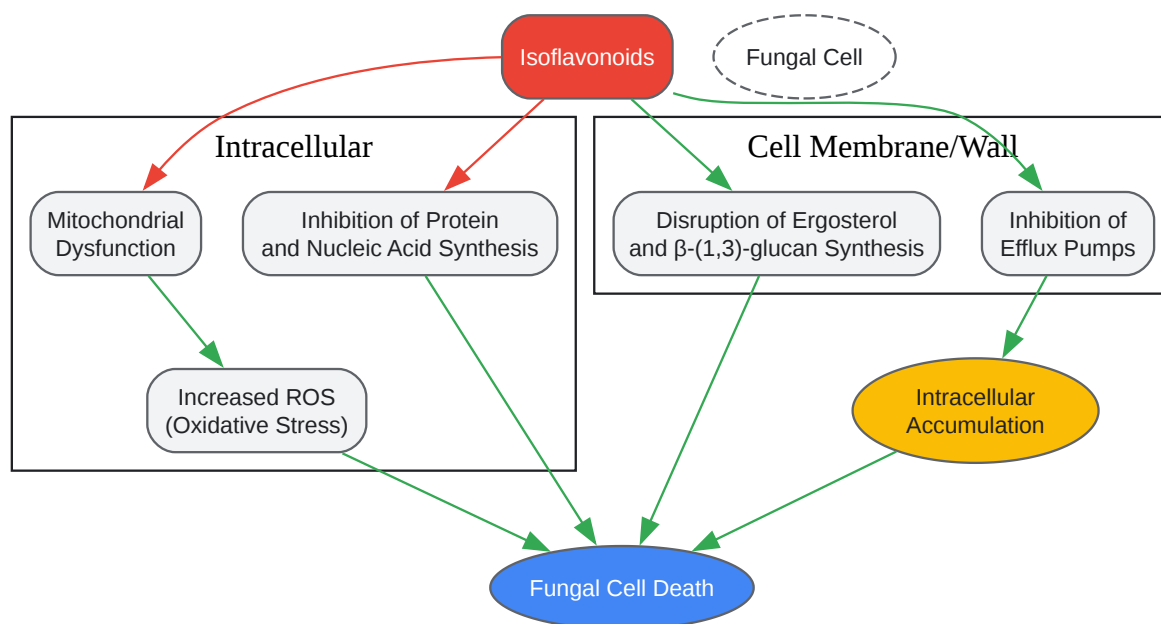 Isoflavonoids
Fungal Cell
Intracellular
Cell Membrane/Wall
Mitochondrial
Dysfunction
Inhibition of Protein
and Nucleic Acid Synthesis
Disruption of Ergosterol
and β-(1,3)-glucan Synthesis
Inhibition of
Efflux Pumps
Increased ROS
(Oxidative Stress)
Intracellular
Accumulation
Fungal Cell Death